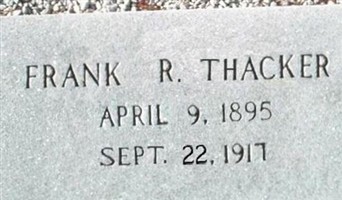 FRANK R. THACKER
APRIL 9, 1895
SEPT. 22, 1917